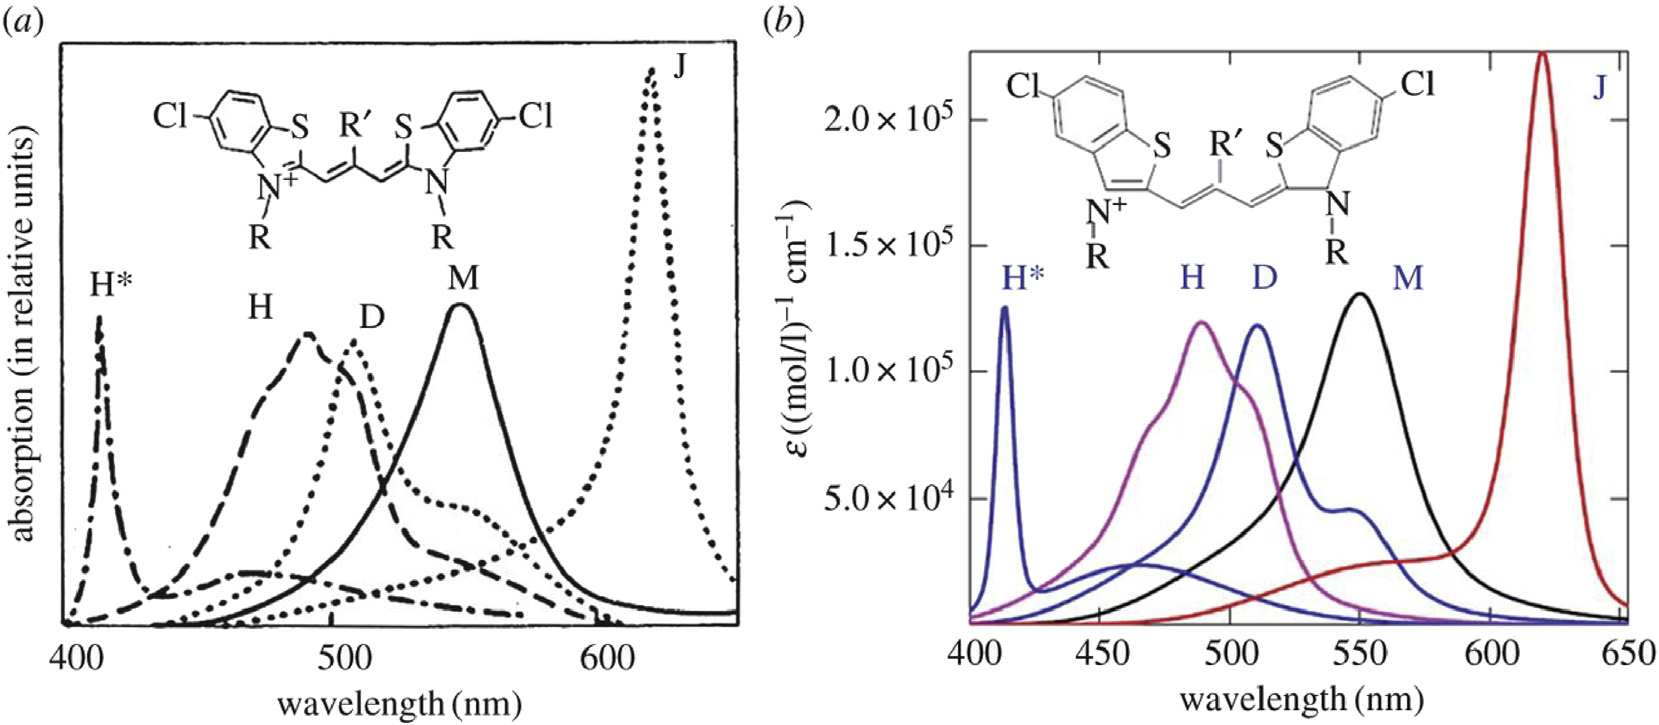 (a)
absorption (in relative units)
Cl
S
R′
S
Cl
N+
N
R
R
H*
H
D
M
J
400
500
600
wavelength (nm)
(b)
ε ((mol/l)−1 cm−1)
2.0 × 10^5
1.5 × 10^5
1.0 × 10^5
5.0 × 10^4
Cl
S
R′
S
Cl
N+
N
R
R
H*
H
D
M
J
400
450
500
550
600
650
wavelength (nm)